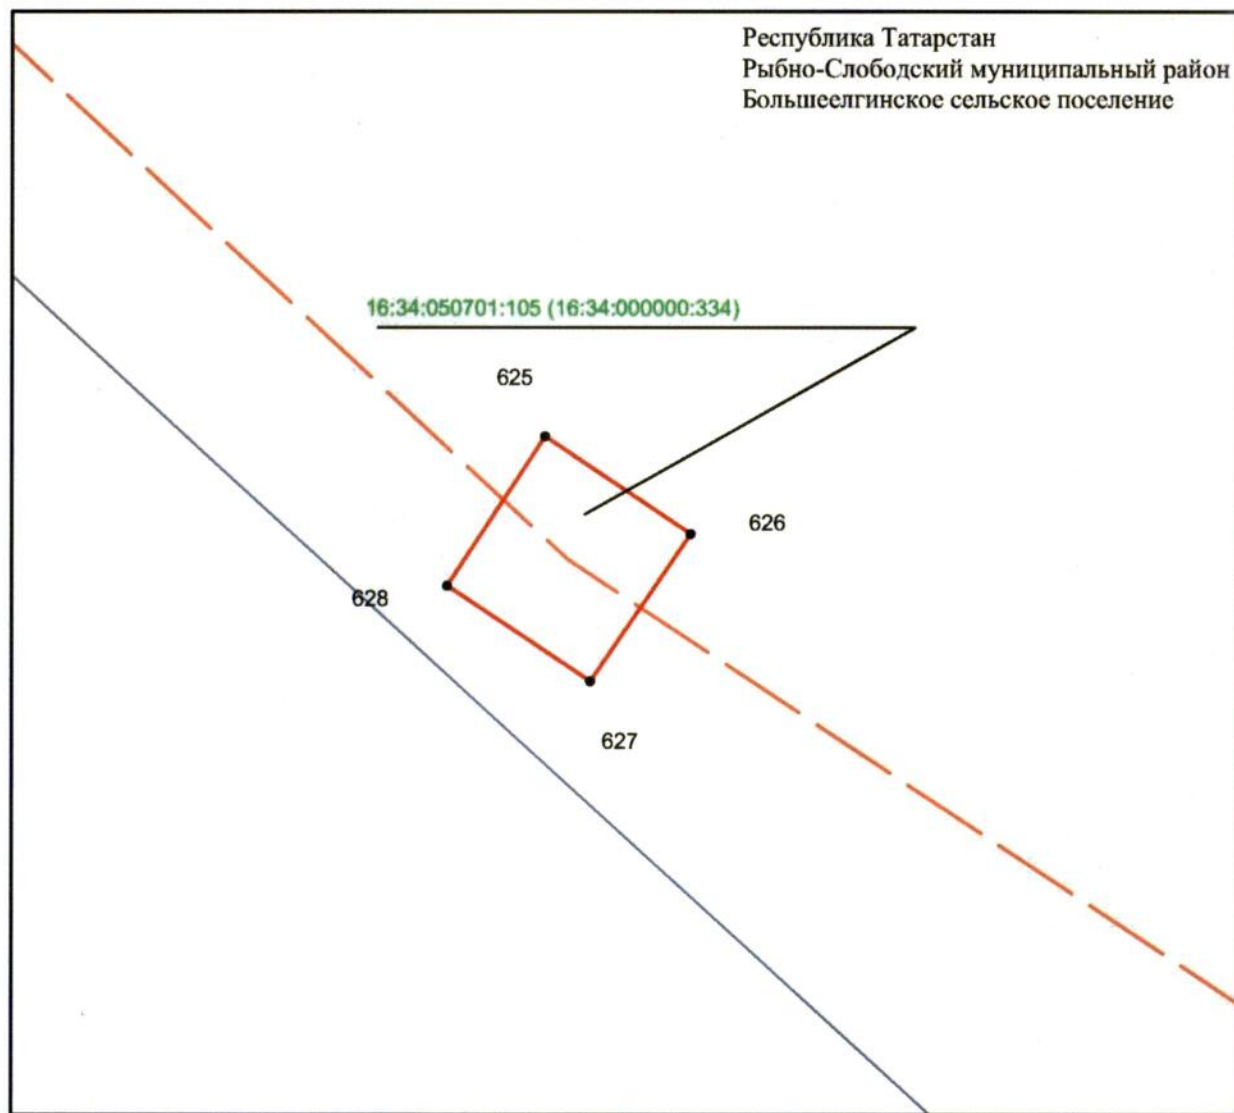 Республика Татарстан
Рыбно-Слободский муниципальный район
Большеелгинское сельское поселение
16:34:050701:105 (16:34:000000:334)
625
626
628
627